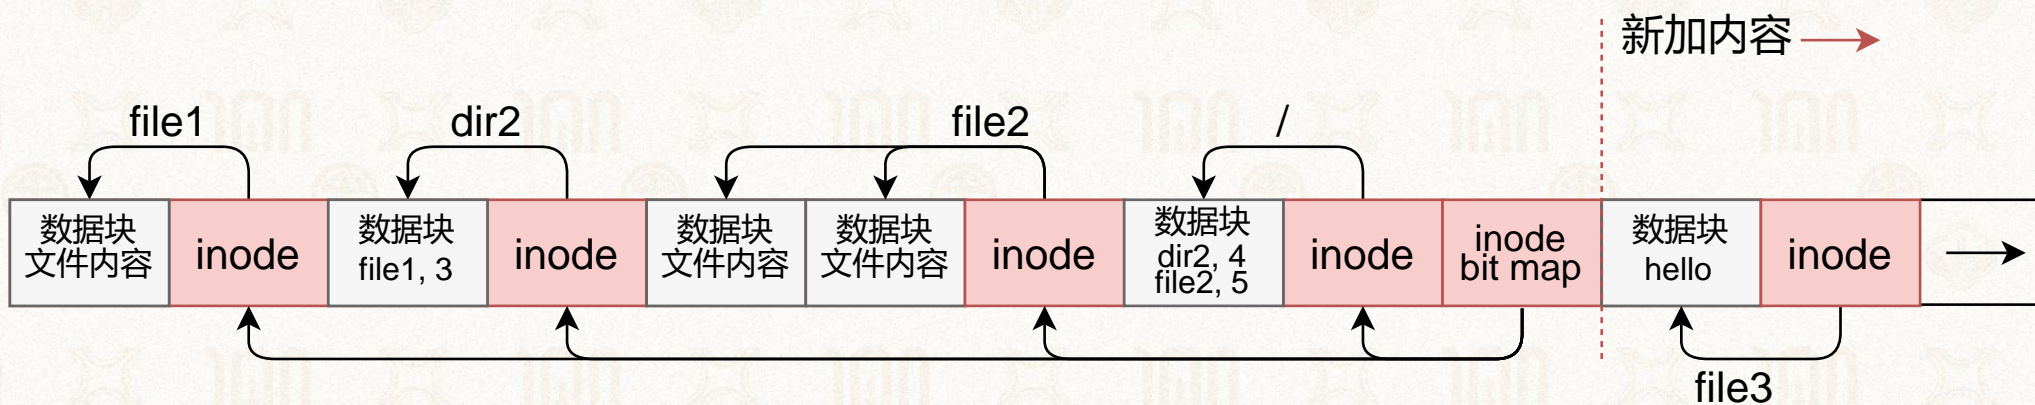 新加内容
file1
dir2
file2
/
数据块
文件内容
inode
数据块
file1, 3
inode
数据块
文件内容
数据块
文件内容
inode
数据块
dir2, 4
file2, 5
inode
inode
bit map
数据块
hello
inode
file3